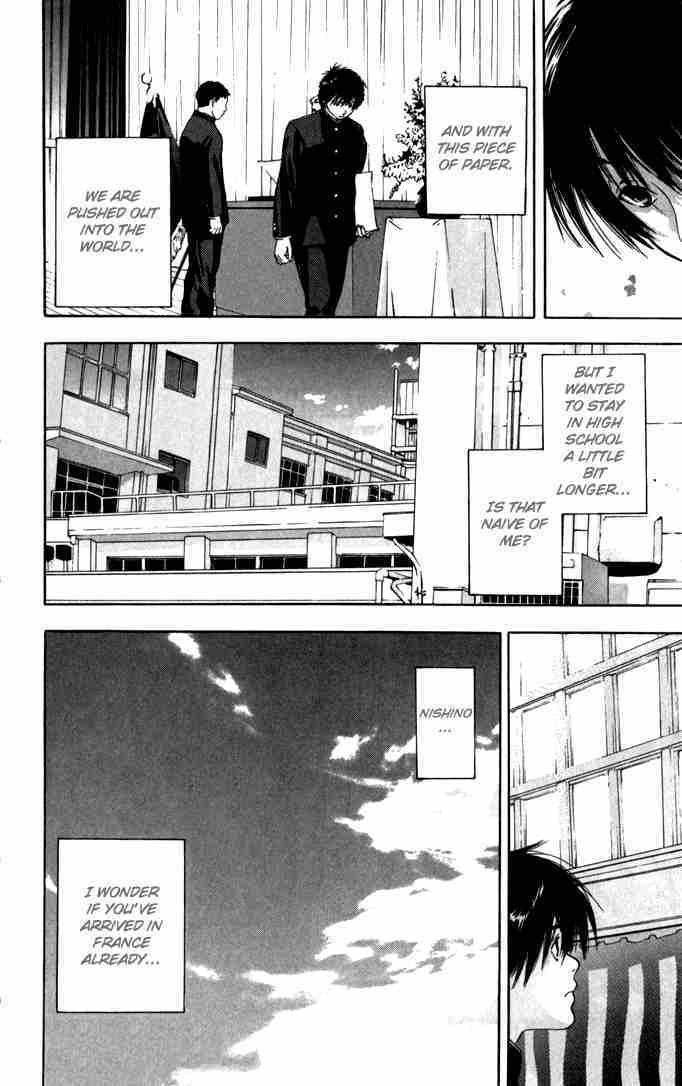 AND WITH
THIS PIECE
OF PAPER.
WE ARE
PUSHED OUT
INTO THE
WORLD...
BUT I
WANTED
TO STAY
IN HIGH
SCHOOL
A LITTLE
BIT
LONGER...
IS THAT
NAIVE OF
ME?
NISHINO
...
I WONDER
IF YOU'VE
ARRIVED IN
FRANCE
ALREADY...